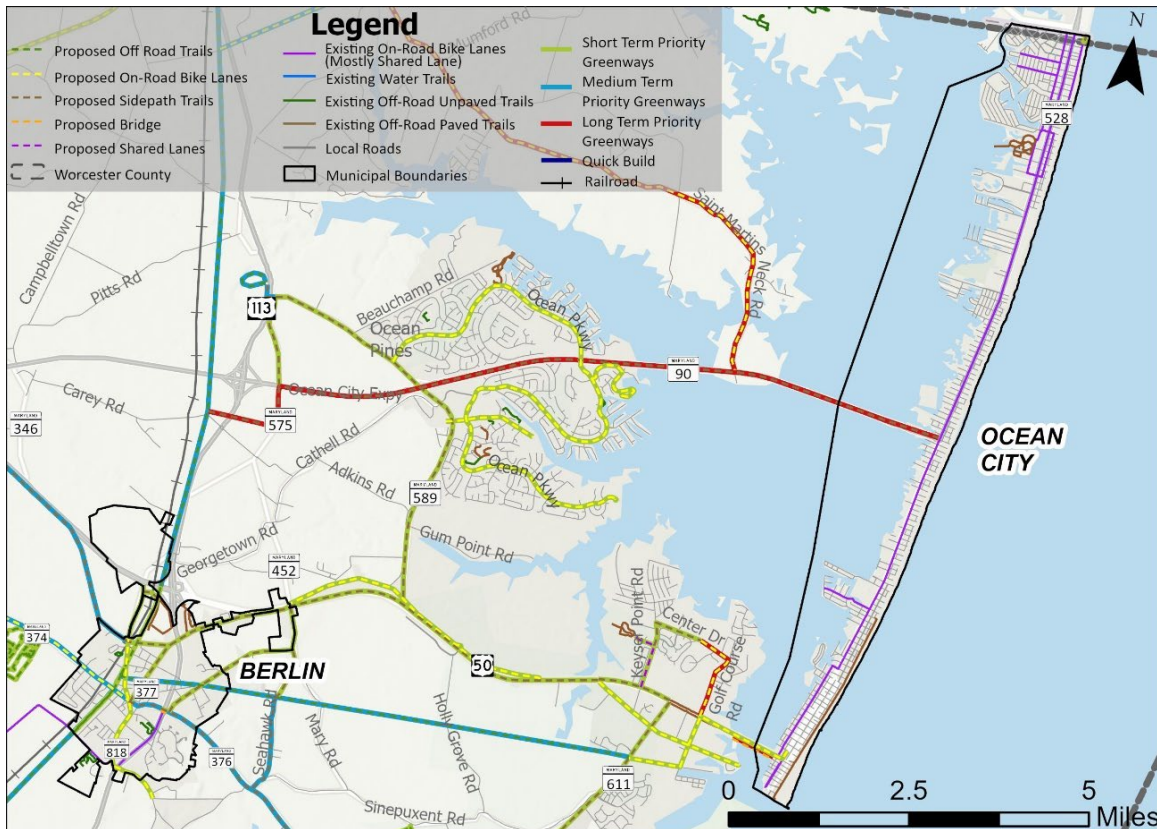 Legend
Proposed Off Road Trails
Proposed On-Road Bike Lanes
Proposed Sidepath Trails
Proposed Bridge
Proposed Shared Lanes
Worcester County
Existing On-Road Bike Lanes
(Mostly Shared Lane)
Existing Water Trails
Existing Off-Road Unpaved Trails
Existing Off-Road Paved Trails
Local Roads
Municipal Boundaries
Short Term Priority
Greenways
Medium Term
Priority Greenways
Long Term Priority
Greenways
Quick Build
Railroad
N
Mumford Rd
MARYLAND
528
Campbelltown Rd
Pitts Rd
Saint Martins Neck Rd
113
Beauchamp Rd
Ocean
Pines
Ocean Pkwy
MARYLAND
90
Ocean City Expy
Carey Rd
346
MARYLAND
575
Cathell Rd
Adkins Rd
Ocean Pkwy
OCEAN
CITY
MARYLAND
589
Gum Point Rd
Georgetown Rd
MARYLAND
452
Keyser Point Rd
Center Dr
Golf Course
Rd
374
BERLIN
50
377
818
376
Seahawk Rd
Mary Rd
Holly Grove Rd
MARYLAND
611
Sinepuxent Rd
0
2.5
5
Miles